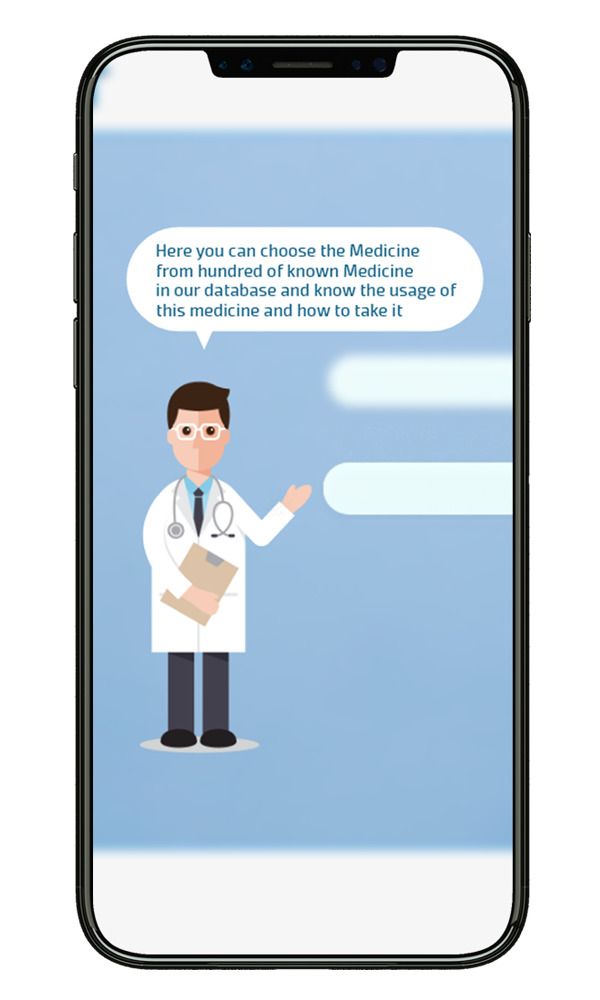 Here you can choose the Medicine
from hundred of known Medicine
in our database and know the usage of
this medicine and how to take it